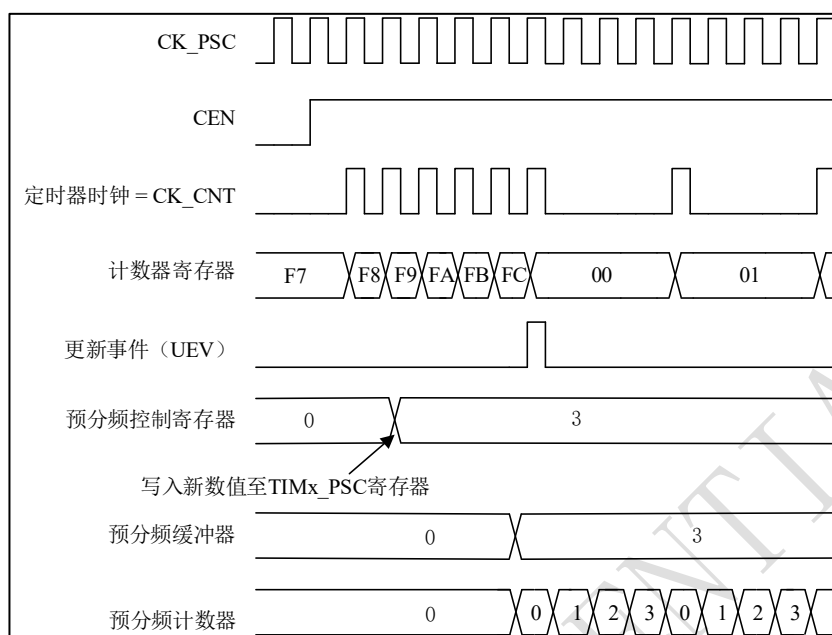 CK_PSC
CEN
定时器时钟 = CK_CNT
计数器寄存器 F7 F8 F9 FA FB FC 00 01
更新事件（UEV）
预分频控制寄存器 0 3
写入新数值至TIMx_PSC寄存器
预分频缓冲器 0 3
预分频计数器 0 0 1 2 3 0 1 2 3